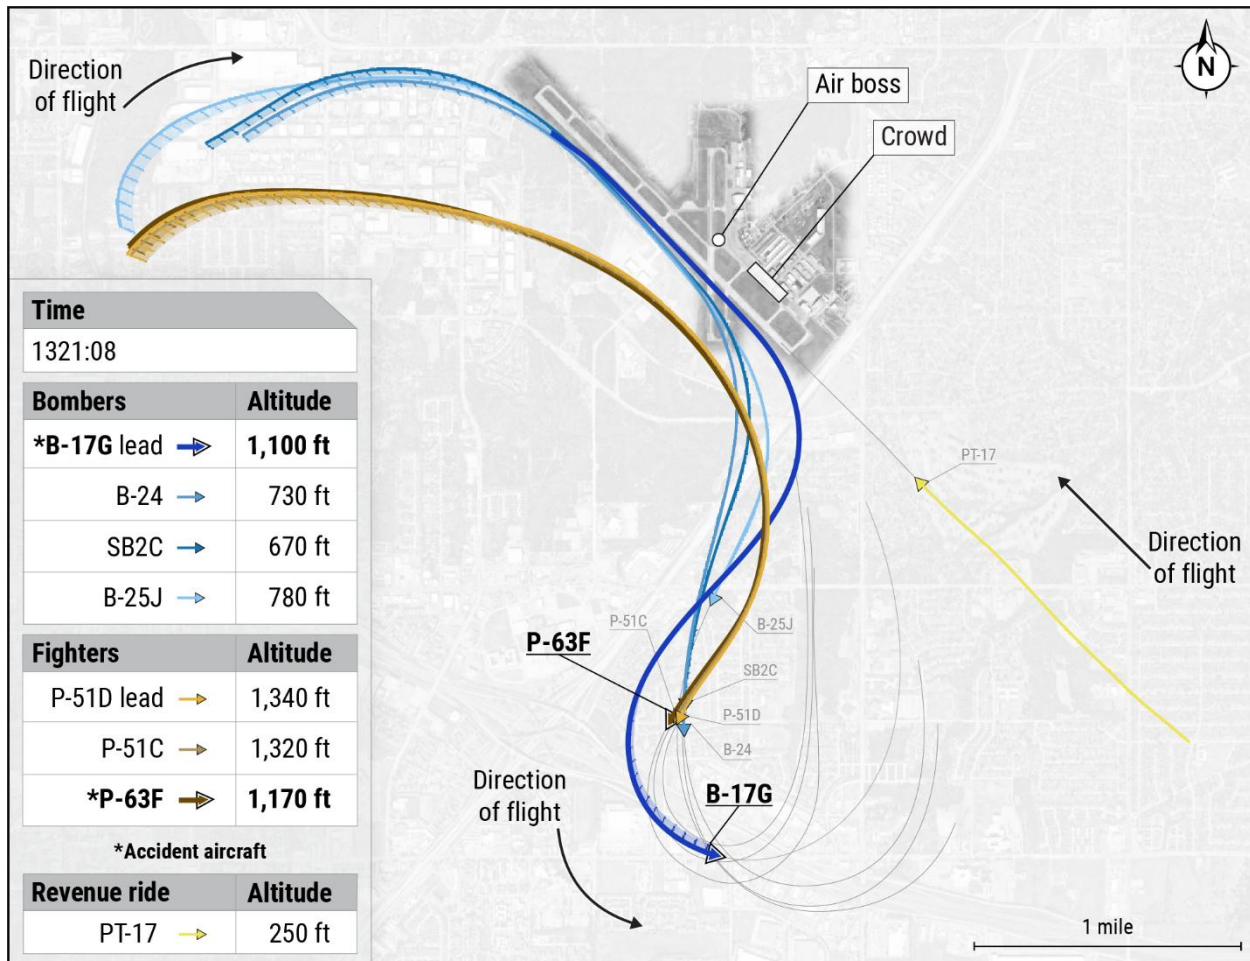 Direction
of flight
Air boss
Crowd
N
Time
1321:08
Bombers Altitude
*B-17G lead 1,100 ft
B-24 730 ft
SB2C 670 ft
B-25J 780 ft
Fighters Altitude
P-51D lead 1,340 ft
P-51C 1,320 ft
*P-63F 1,170 ft
*Accident aircraft
Revenue ride Altitude
PT-17 250 ft
PT-17
Direction
of flight
P-51C
P-63F
B-25J
SB2C
P-51D
B-24
Direction
of flight
B-17G
1 mile